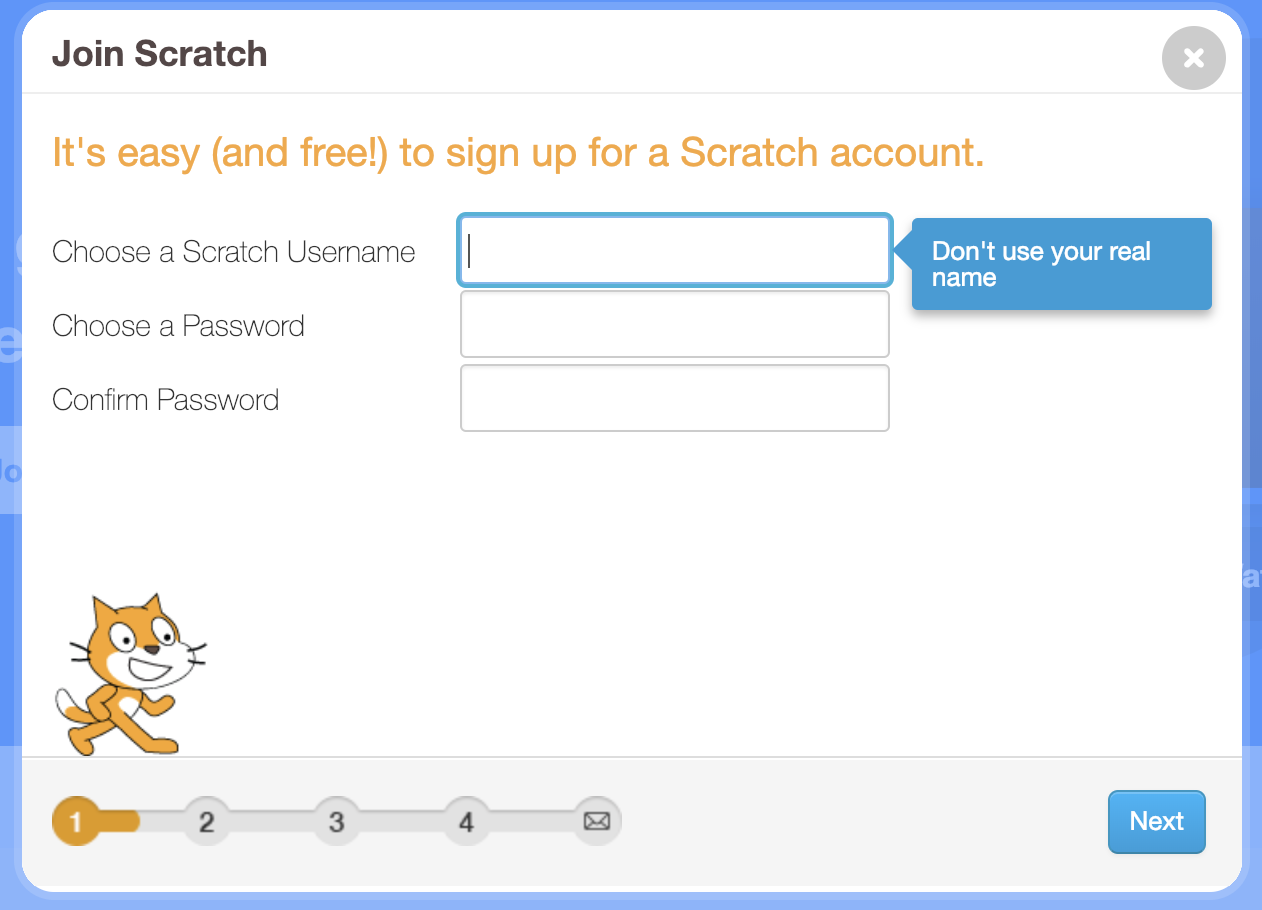 Join Scratch
It's easy (and free!) to sign up for a Scratch account.
Choose a Scratch Username
Don't use your real
name
Choose a Password
Confirm Password
1 2 3 4
Next